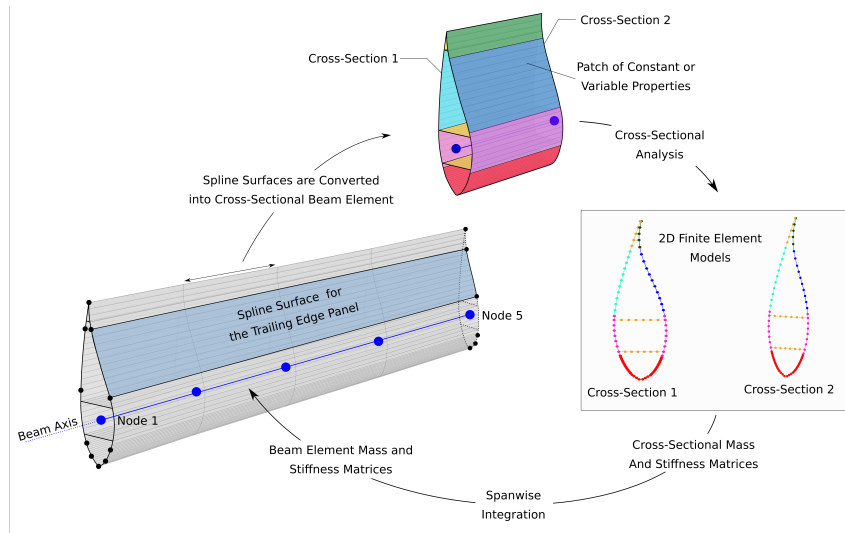 Cross-Section 2
Cross-Section 1
Patch of Constant or
Variable Properties
Cross-Sectional
Analysis
Spline Surfaces are Converted
into Cross-Sectional Beam Element
2D Finite Element
Models
Spline Surface for
the Trailing Edge Panel
Node 5
Cross-Section 1
Cross-Section 2
Beam Axis
Node 1
Beam Element Mass and
Stiffness Matrices
Cross-Sectional Mass
And Stiffness Matrices
Spanwise
Integration